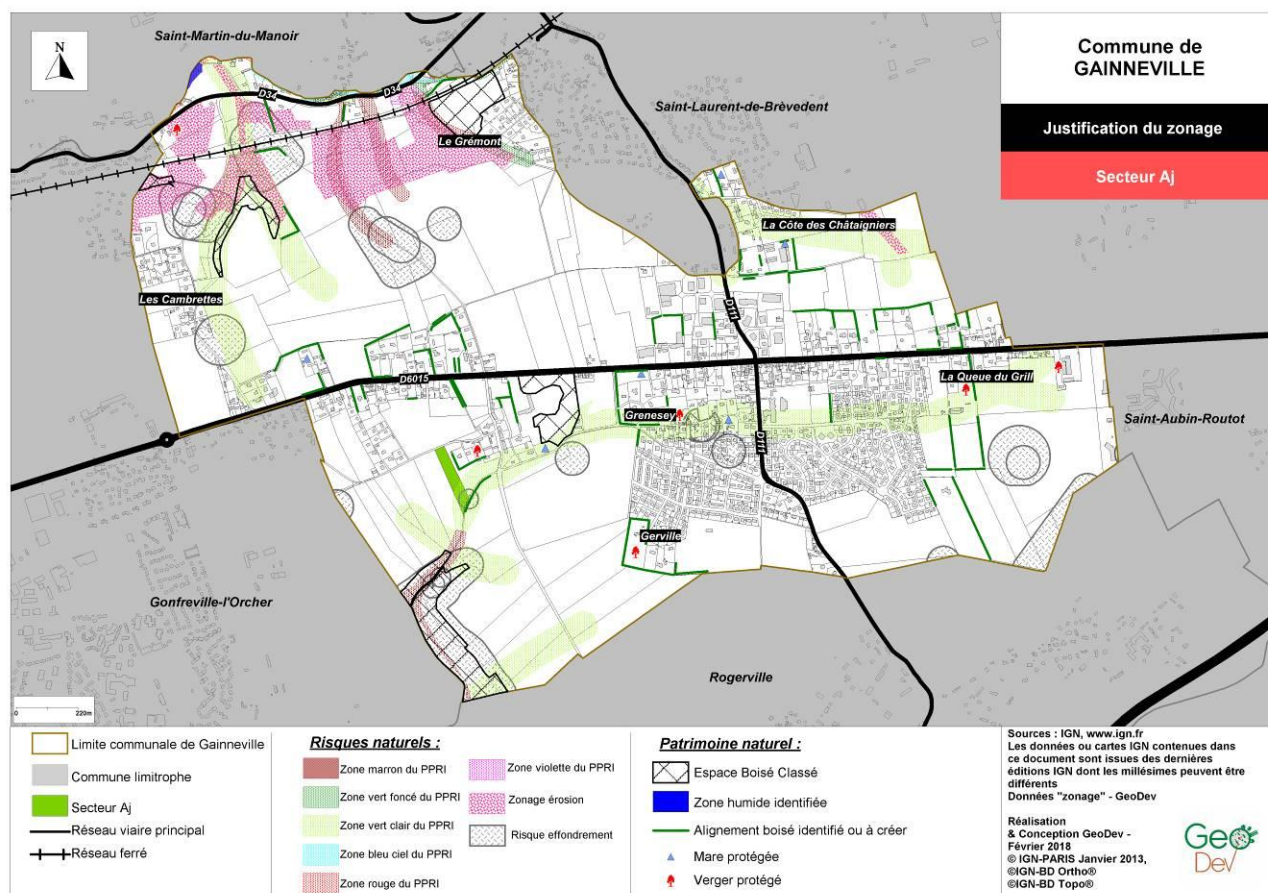 Commune de
GAINNEVILLE
Justification du zonage
Secteur Aj
N
Saint-Martin-du-Manoir
D34
D34
Le Grémont
Saint-Laurent-de-Brèvedent
La Côte des Châtaigniers
Les Cambrettes
D111
D6015
La Queue du Grill
Grenesey
Saint-Aubin-Routot
D111
Gerville
Gonfreville-l'Orcher
Rogerville
220m
Limite communale de Gainneville
Commune limitrophe
Secteur Aj
Réseau viaire principal
Réseau ferré
Risques naturels :
Zone marron du PPRI
Zone vert foncé du PPRI
Zone vert clair du PPRI
Zone bleu ciel du PPRI
Zone rouge du PPRI
Zone violette du PPRI
Zonage érosion
Risque effondrement
Patrimoine naturel :
Espace Boisé Classé
Zone humide identifiée
Alignement boisé identifié ou à créer
Mare protégée
Verger protégé
Sources : IGN, www.ign.fr
Les données ou cartes IGN contenues dans
ce document sont issues des dernières
éditions IGN dont les millésimes peuvent être
différents
Données "zonage" - GeoDev
Réalisation
& Conception GeoDev -
Février 2018
© IGN-PARIS Janvier 2013,
©IGN-BD Ortho®
©IGN-BD Topo®
Geo
Dev